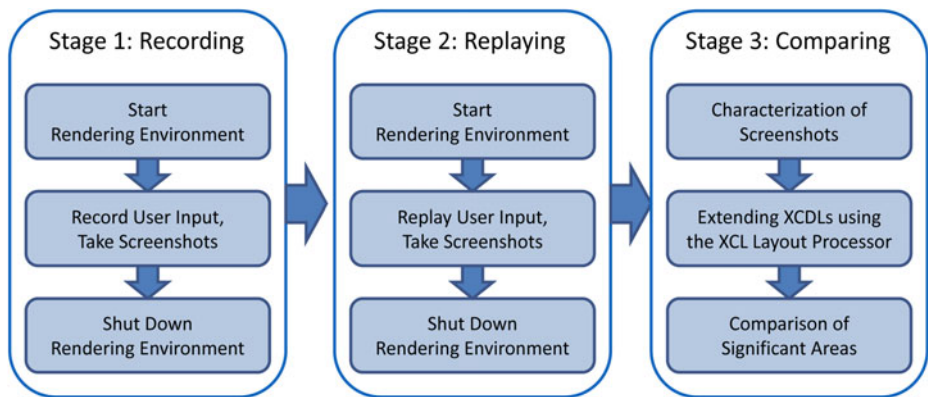 Stage 1: Recording
Start
Rendering Environment
Record User Input,
Take Screenshots
Shut Down
Rendering Environment
Stage 2: Replaying
Start
Rendering Environment
Replay User Input,
Take Screenshots
Shut Down
Rendering Environment
Stage 3: Comparing
Characterization of
Screenshots
Extending XCDLs using
the XCL Layout Processor
Comparison of
Significant Areas